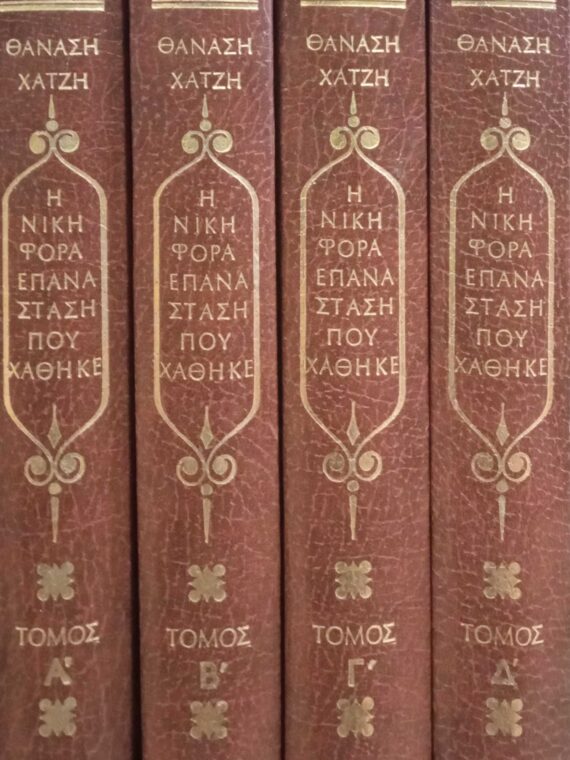 ΘΑΝΑΣΗ
ΧΑΤΖΗ
Η
ΝΙΚΗ
ΦΟΡΑ
ΕΠΑΝΑ
ΣΤΑΣΗ
ΠΟΥ
ΧΑΘΗΚΕ
ΤΟΜΟΣ
Α'
ΘΑΝΑΣΗ
ΧΑΤΖΗ
Η
ΝΙΚΗ
ΦΟΡΑ
ΕΠΑΝΑ
ΣΤΑΣΗ
ΠΟΥ
ΧΑΘΗΚΕ
ΤΟΜΟΣ
Β'
ΘΑΝΑΣΗ
ΧΑΤΖΗ
Η
ΝΙΚΗ
ΦΟΡΑ
ΕΠΑΝΑ
ΣΤΑΣΗ
ΠΟΥ
ΧΑΘΗΚΕ
ΤΟΜΟΣ
Γ'
ΘΑΝΑΣΗ
ΧΑΤΖΗ
Η
ΝΙΚΗ
ΦΟΡΑ
ΕΠΑΝΑ
ΣΤΑΣΗ
ΠΟΥ
ΧΑΘΗΚΕ
ΤΟΜΟΣ
Δ'